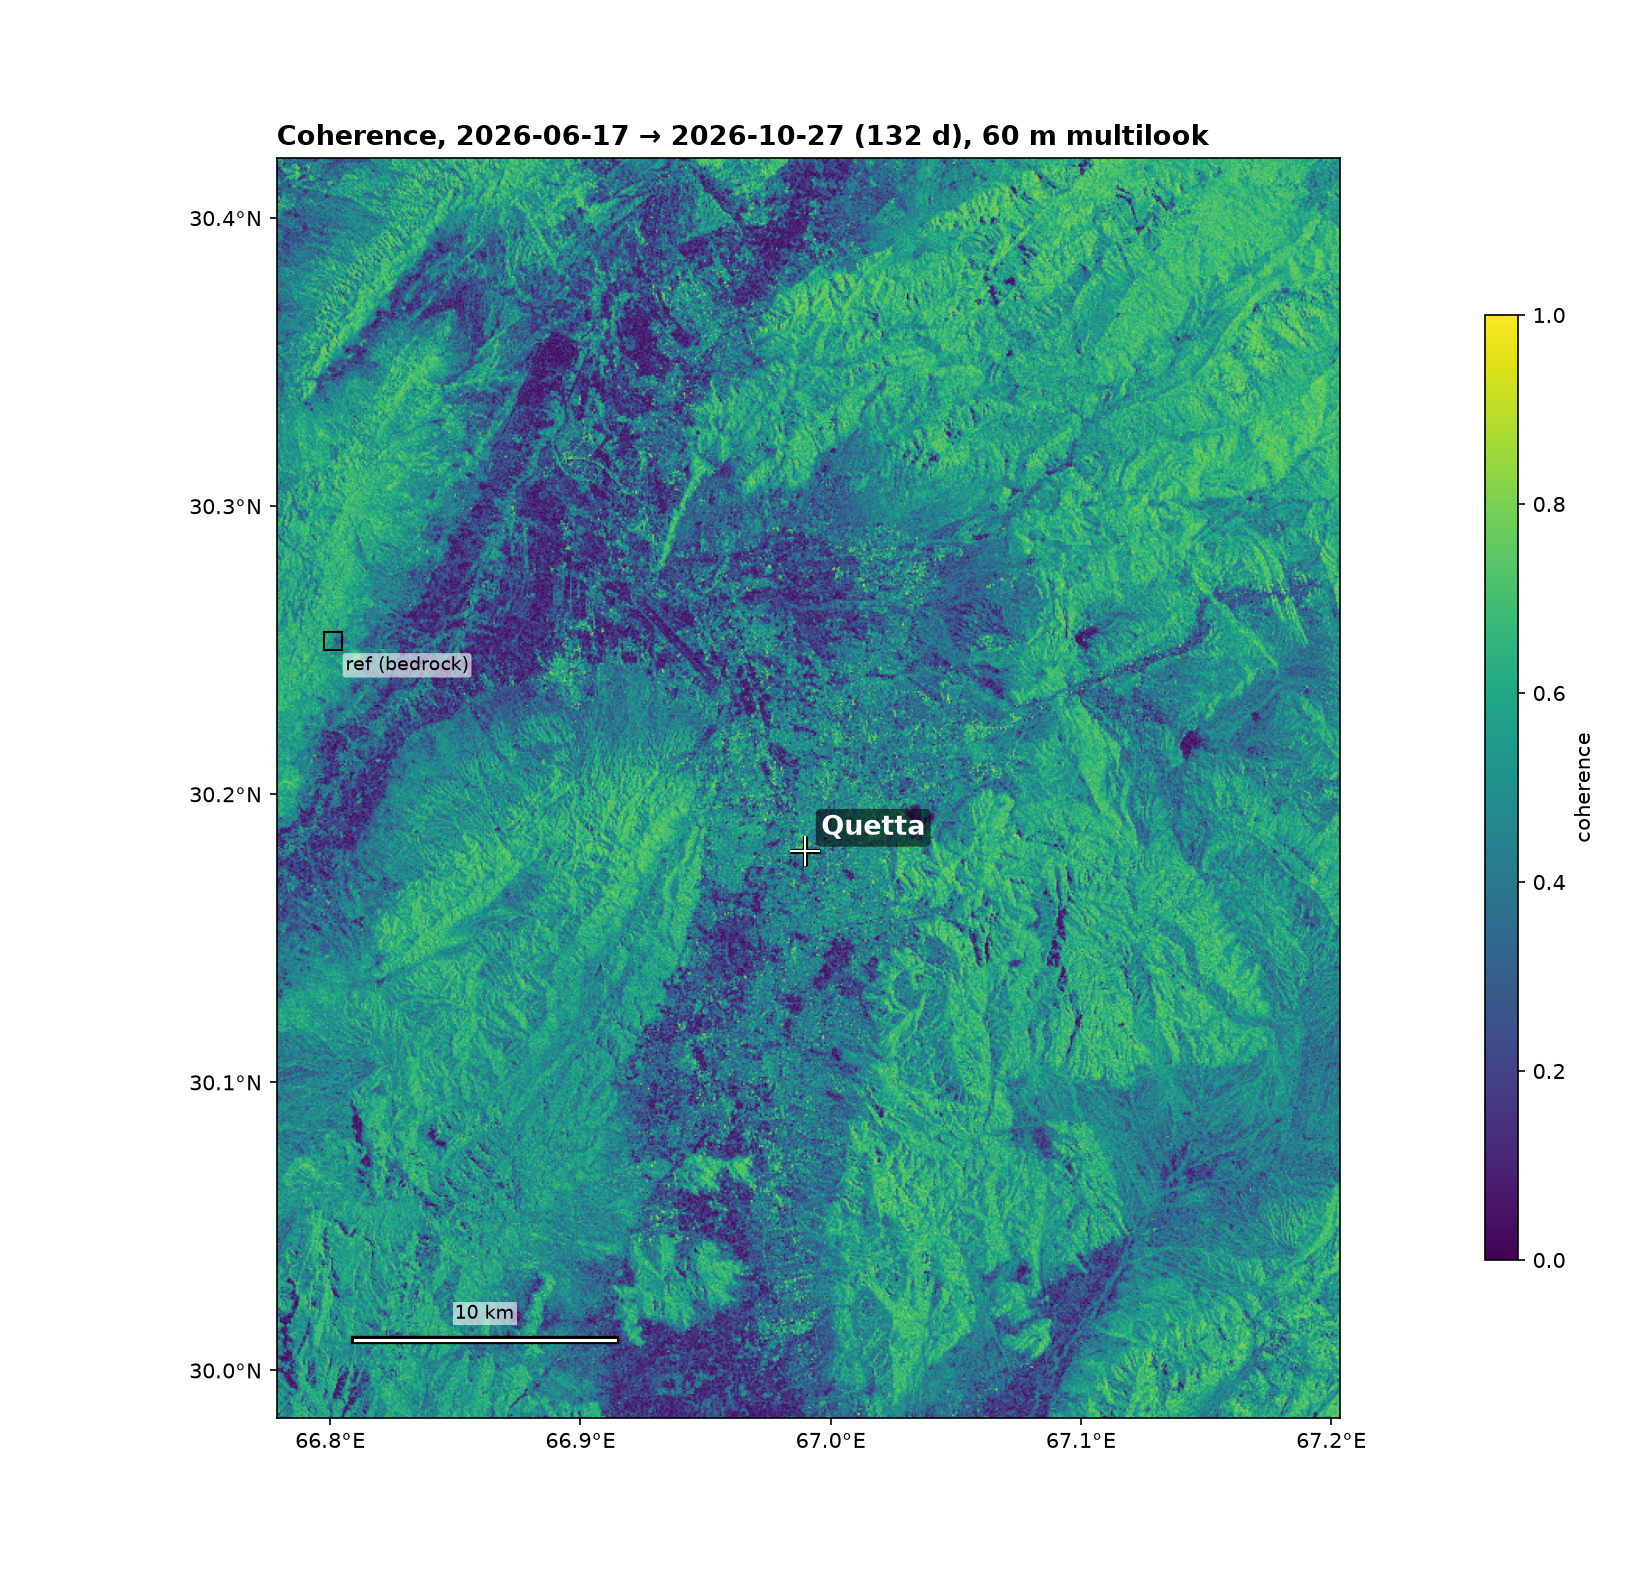 Coherence, 2026-06-17 → 2026-10-27 (132 d), 60 m multilook
30.4°N
30.3°N
30.2°N
30.1°N
30.0°N
66.8°E
66.9°E
67.0°E
67.1°E
67.2°E
ref (bedrock)
Quetta
10 km
1.0
0.8
0.6
0.4
0.2
0.0
coherence